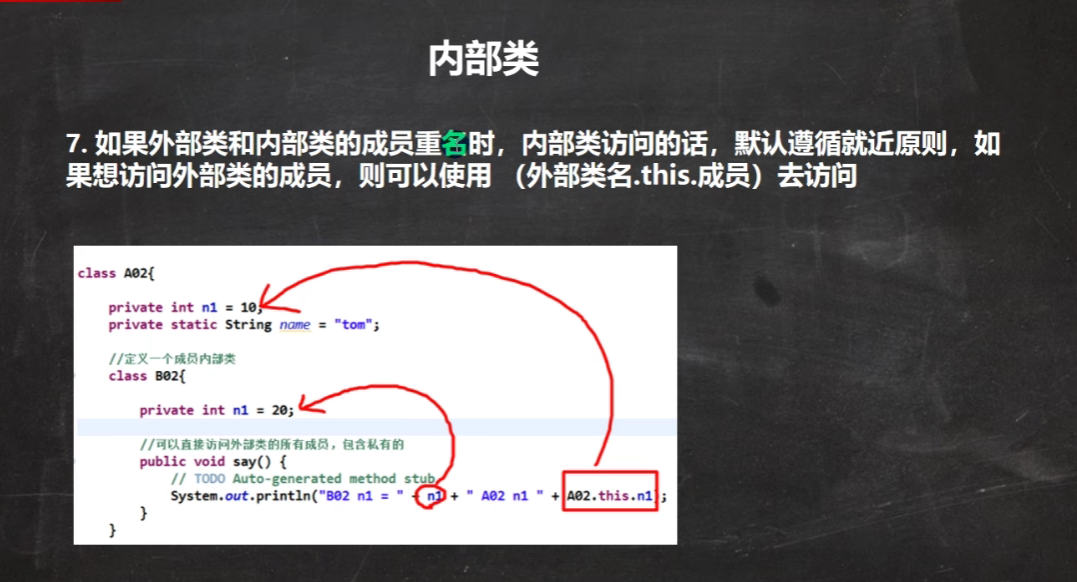 内部类
7. 如果外部类和内部类的成员重名时，内部类访问的话，默认遵循就近原则，如
果想访问外部类的成员，则可以使用 （外部类名.this.成员）去访问
class A02{
private int n1 = 10;
private static String name = "tom";
//定义一个成员内部类
class B02{
private int n1 = 20;
//可以直接访问外部类的所有成员，包含私有的
public void say() {
// TODO Auto-generated method stub
System.out.println("B02 n1 = " + n1 + " A02 n1 " + A02.this.n1);
}
}